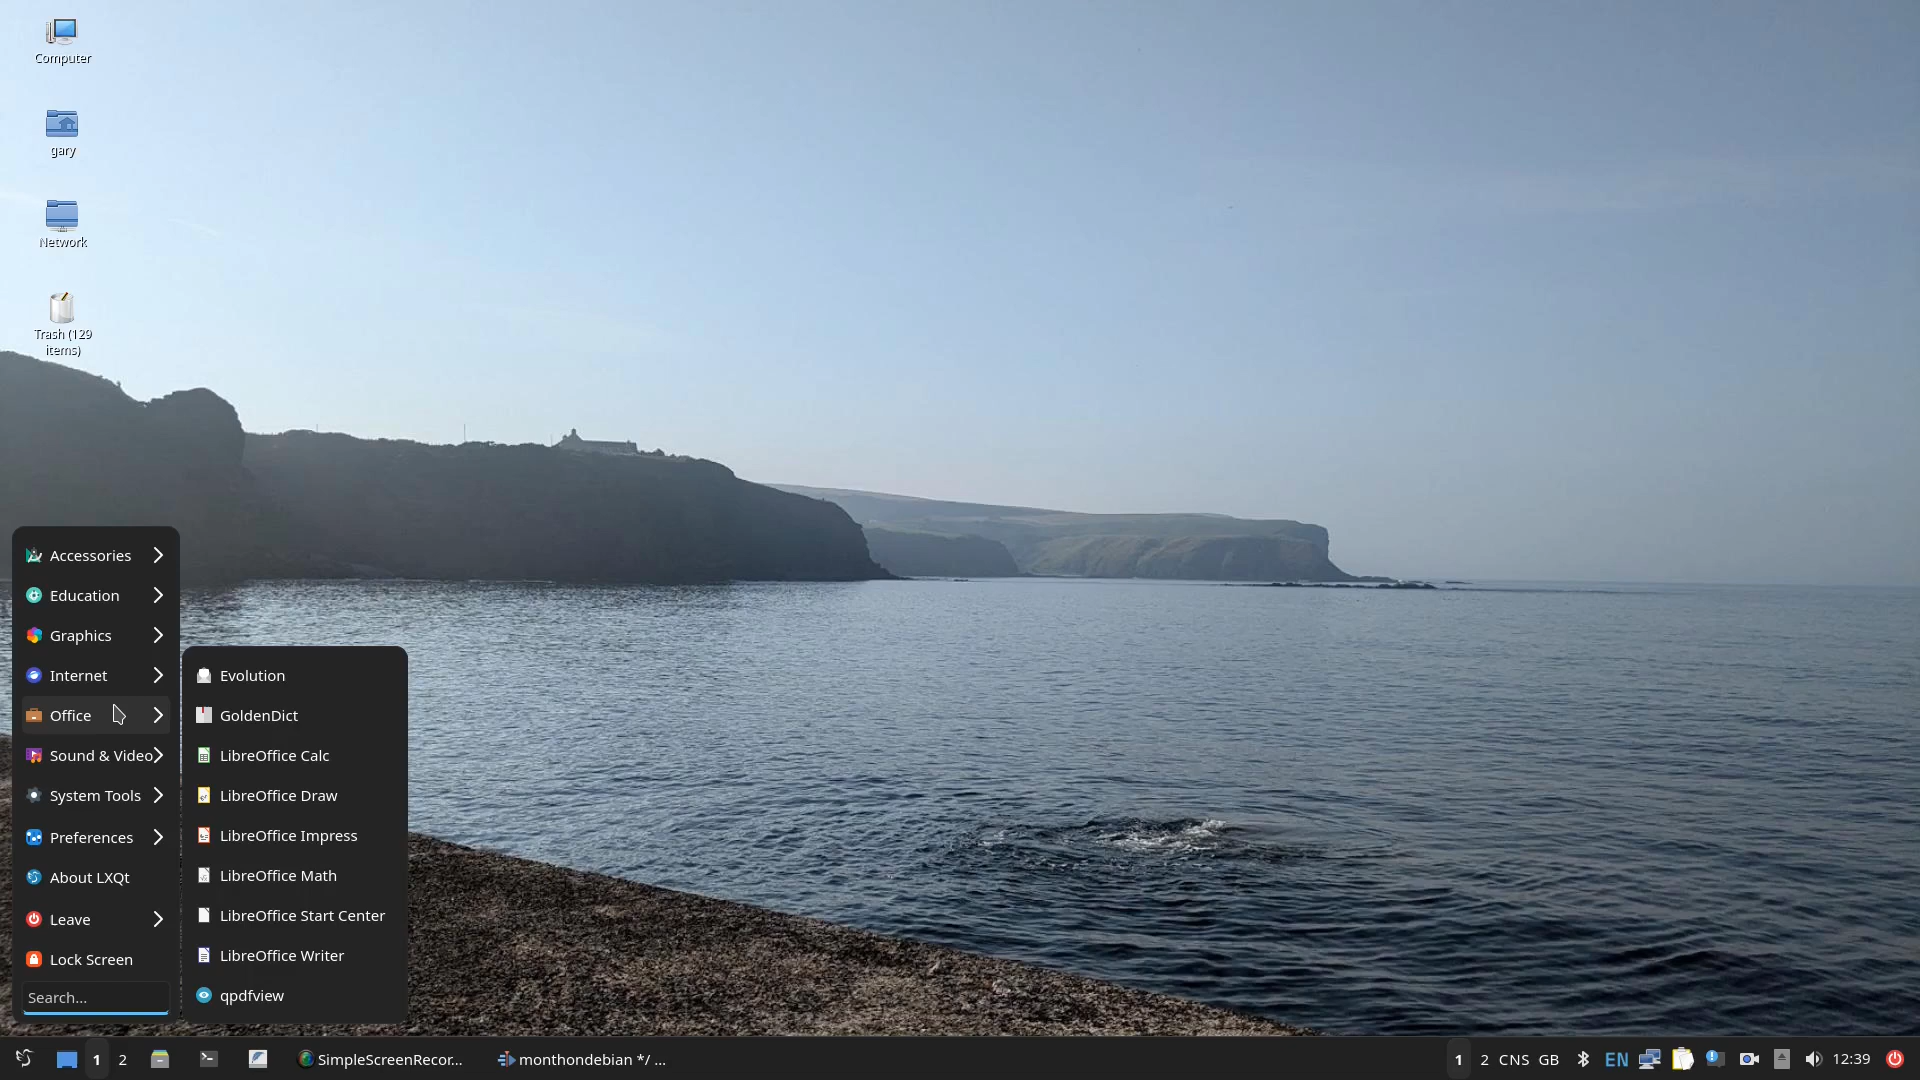 Computer
gary
Network
Trash (129
items)
Accessories
Education
Graphics
Internet
Office
Sound & Video
System Tools
Preferences
About LXQt
Leave
Lock Screen
Search...
Evolution
GoldenDict
LibreOffice Calc
LibreOffice Draw
LibreOffice Impress
LibreOffice Math
LibreOffice Start Center
LibreOffice Writer
qpdfview
1 2 SimpleScreenRecor... monthondebian */ ... 1 2 CNS GB EN 12:39